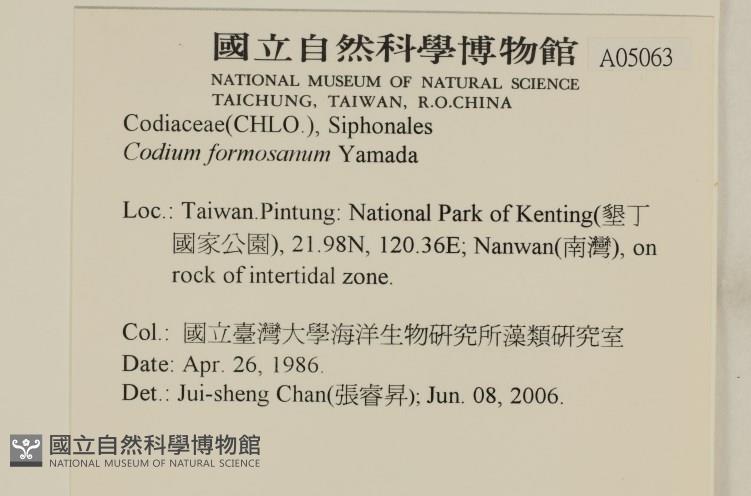 國立自然科學博物館 A05063
NATIONAL MUSEUM OF NATURAL SCIENCE
TAICHUNG, TAIWAN, R.O.CHINA
Codiaceae(CHLO.), Siphonales
Codium formosanum Yamada
Loc.: Taiwan.Pintung: National Park of Kenting(墾丁
國家公園), 21.98N, 120.36E; Nanwan(南灣), on
rock of intertidal zone.
Col.: 國立臺灣大學海洋生物研究所藻類研究室
Date: Apr. 26, 1986.
Det.: Jui-sheng Chan(張睿昇); Jun. 08, 2006.
國立自然科學博物館
NATIONAL MUSEUM OF NATURAL SCIENCE